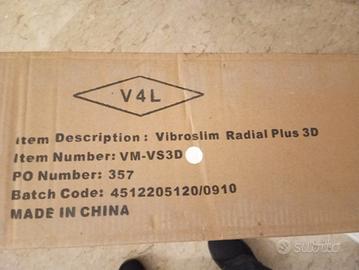 V4L
Item Description: Vibroslim Radial Plus 3D
Item Number: VM-VS3D
PO Number: 357
Batch Code: 4512205120/0910
MADE IN CHINA
subito